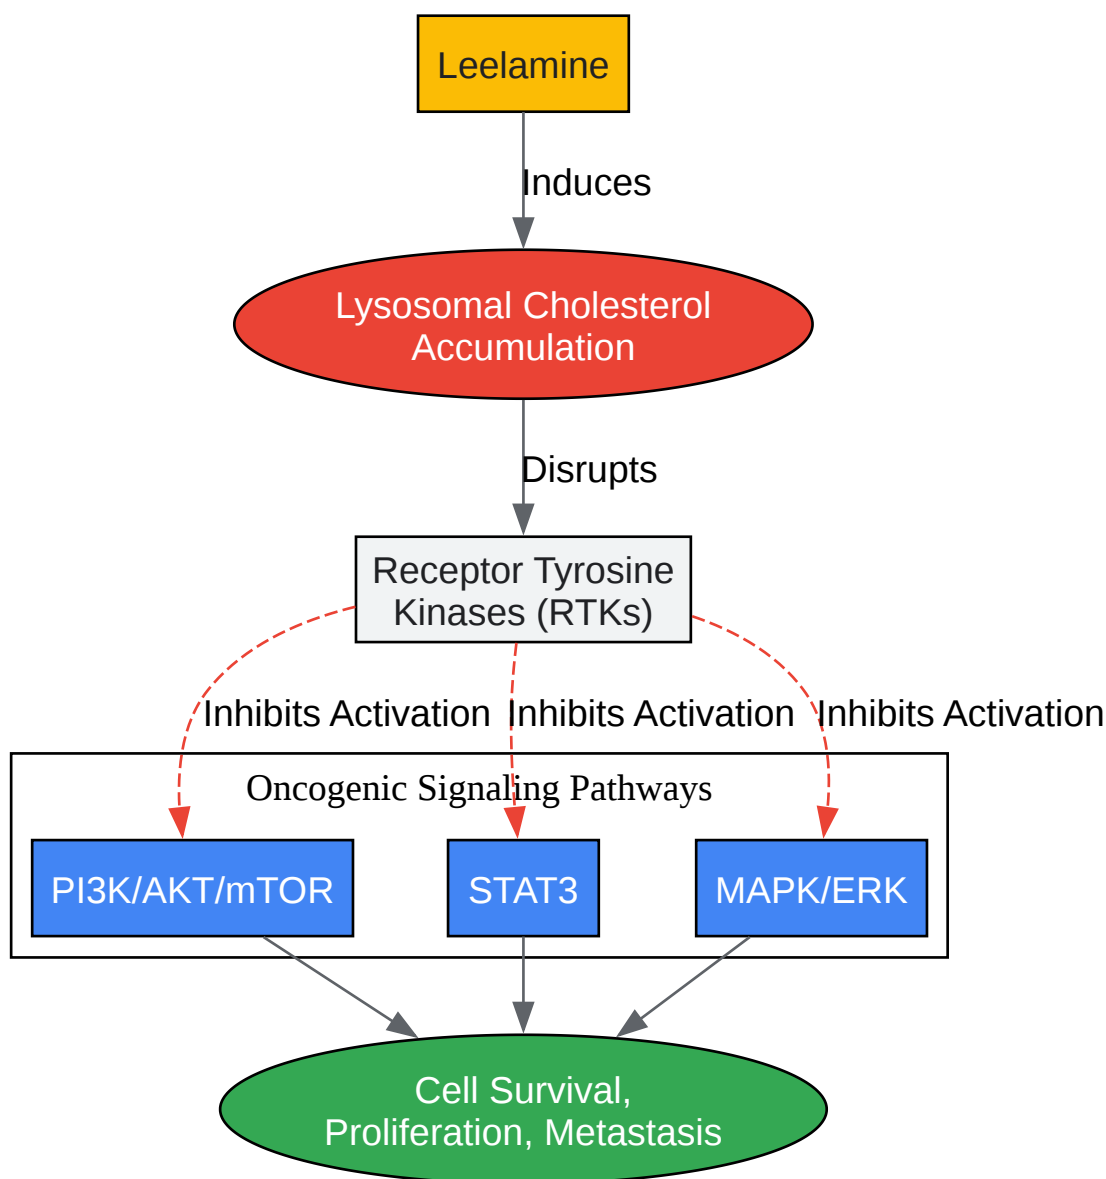 Leelamine
Induces
Lysosomal Cholesterol
Accumulation
Disrupts
Receptor Tyrosine
Kinases (RTKs)
Inhibits Activation
Inhibits Activation
Inhibits Activation
Oncogenic Signaling Pathways
PI3K/AKT/mTOR
STAT3
MAPK/ERK
Cell Survival,
Proliferation, Metastasis